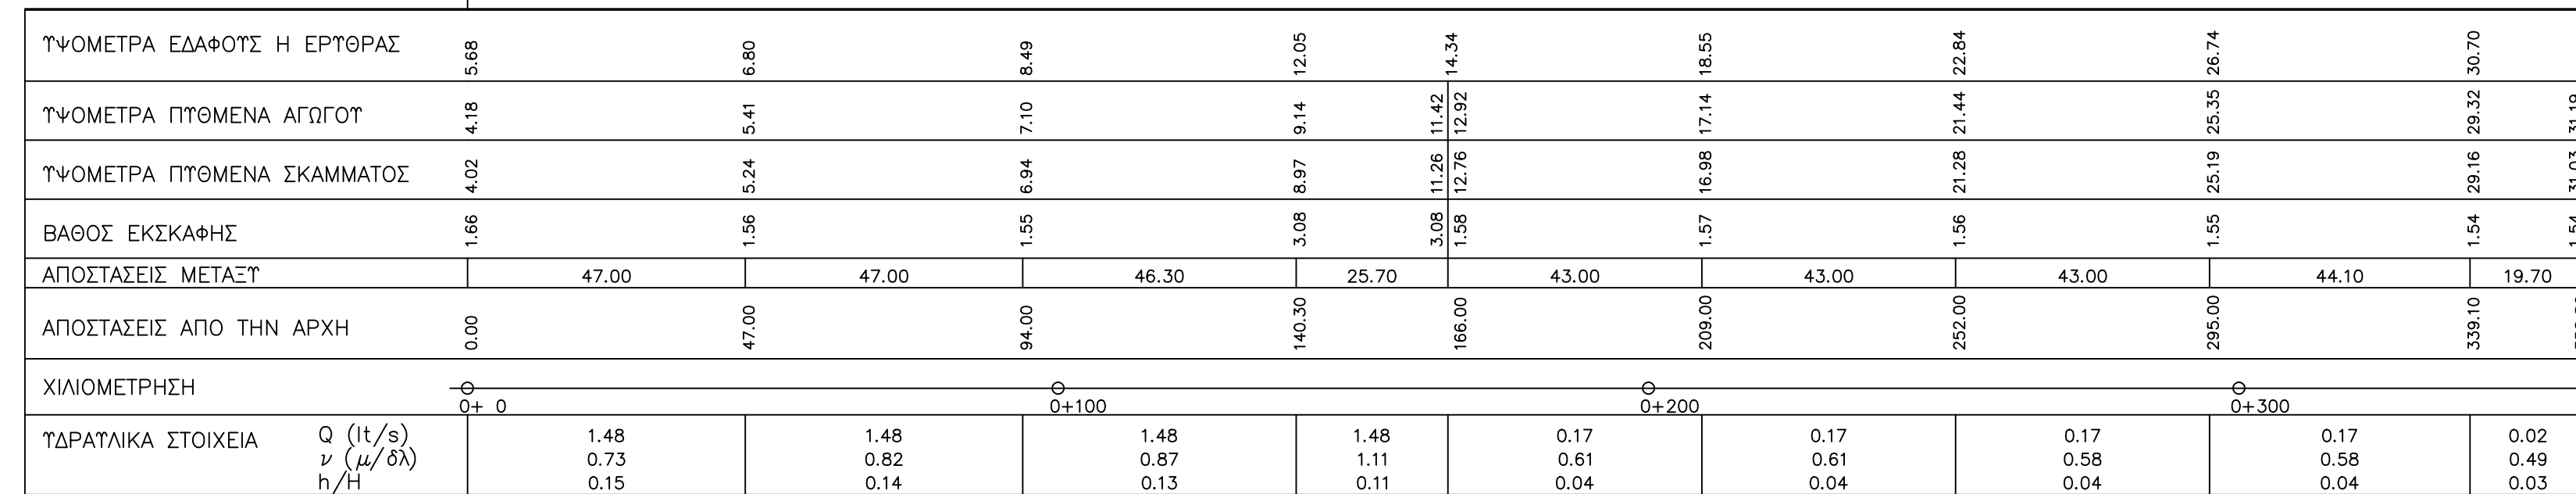 ΥΨΟΜΕΤΡΑ ΕΔΑΦΟΥΣ Η ΕΡΥΘΡΑΣ 5.68 6.80 8.49 12.05 14.34 18.55 22.84 26.74 30.70
ΥΨΟΜΕΤΡΑ ΠΥΘΜΕΝΑ ΑΓΩΓΟΥ 4.18 5.41 7.10 9.14 11.42 12.92 17.14 21.44 25.35 29.32 31.19
ΥΨΟΜΕΤΡΑ ΠΥΘΜΕΝΑ ΣΚΑΜΜΑΤΟΣ 4.02 5.24 6.94 8.97 11.26 12.76 16.98 21.28 25.19 29.16 31.03
ΒΑΘΟΣ ΕΚΣΚΑΦΗΣ 1.66 1.56 1.55 3.08 3.08 1.58 1.57 1.56 1.55 1.54 1.54
ΑΠΟΣΤΑΣΕΙΣ ΜΕΤΑΞΥ 47.00 47.00 46.30 25.70 43.00 43.00 43.00 44.10 19.70
ΑΠΟΣΤΑΣΕΙΣ ΑΠΟ ΤΗΝ ΑΡΧΗ 0.00 47.00 94.00 140.30 166.00 209.00 252.00 295.00 339.10
ΧΙΛΙΟΜΕΤΡΗΣΗ
0+ 0 0+100 0+200 0+300
ΥΔΡΑΥΛΙΚΑ ΣΤΟΙΧΕΙΑ Q (lt/s) 1.48 1.48 1.48 1.48 0.17 0.17 0.17 0.17 0.02
ν (μ/δλ) 0.73 0.82 0.87 1.11 0.61 0.61 0.58 0.58 0.49
h/H 0.15 0.14 0.13 0.11 0.04 0.04 0.04 0.04 0.03